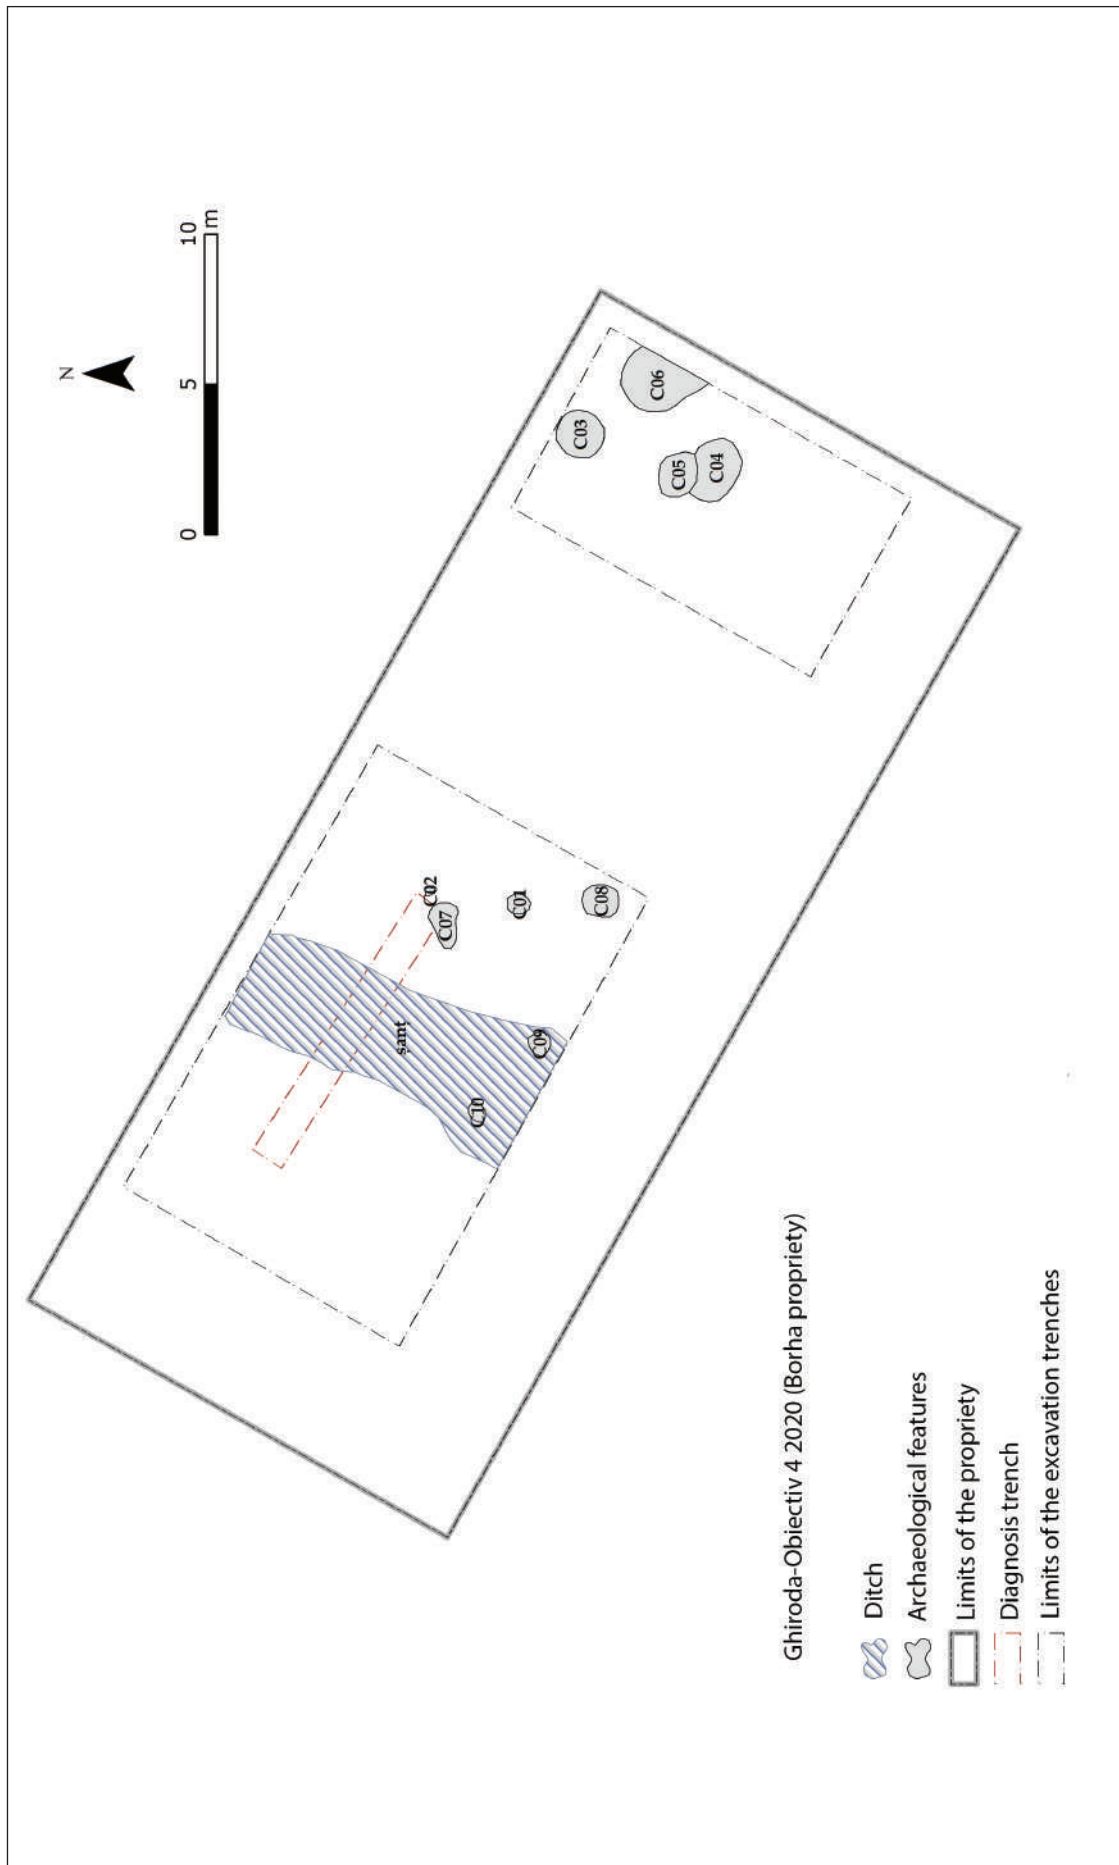 N
0 5 10
m
C06
C03
C05
C04
C02
C07
C01
C08
șanț
C09
C10
Ghiroda-Obiectiv 4 2020 (Borha propriety)
Ditch
Archaeological features
Limits of the propriety
Diagnosis trench
Limits of the excavation trenches